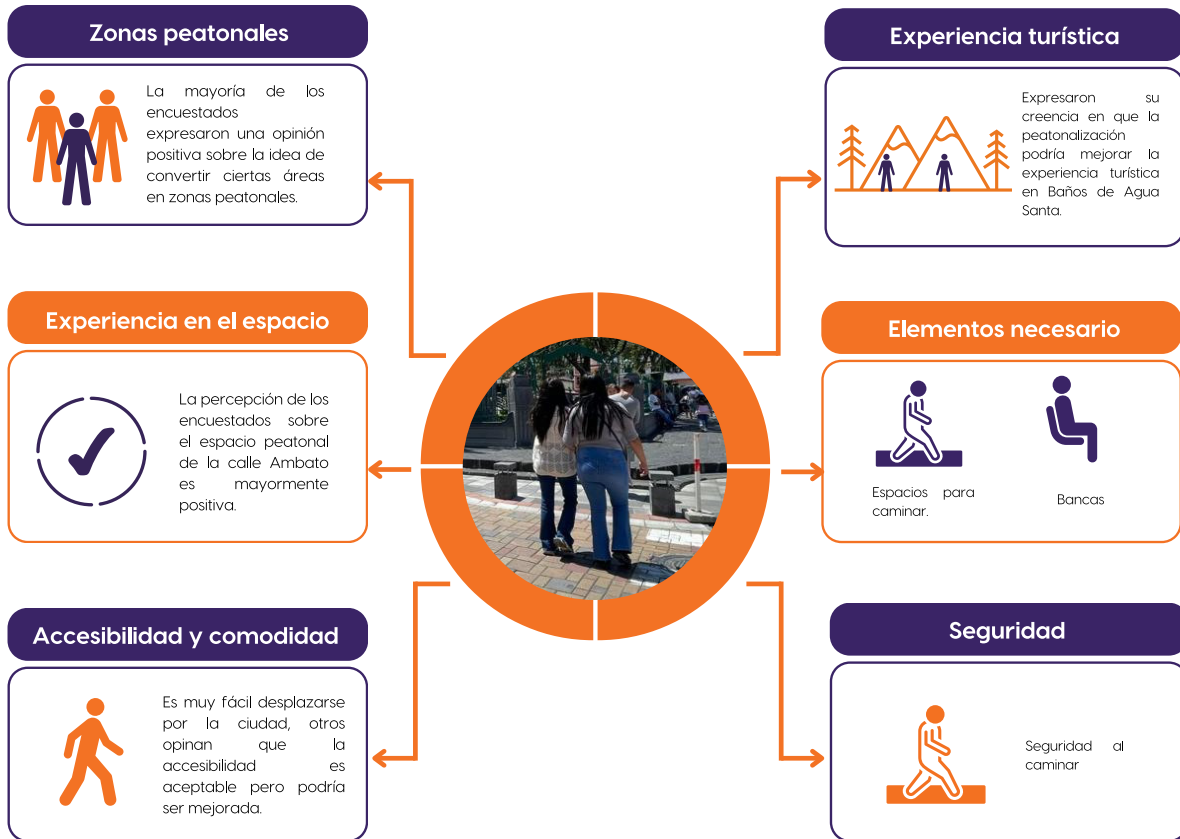 Zonas peatonales
La mayoría de los
encuestados
expresaron una opinión
positiva sobre la idea de
convertir ciertas áreas
en zonas peatonales.
Experiencia turística
Expresaron su
creencia en que la
peatonalización
podría mejorar la
experiencia turística
en Baños de Agua
Santa.
Experiencia en el espacio
La percepción de los
encuestados sobre
el espacio peatonal
de la calle Ambato
es mayormente
positiva.
Elementos necesario
Espacios para
caminar.
Bancas
Accesibilidad y comodidad
Es muy fácil desplazarse
por la ciudad, otros
opinan que la
accesibilidad es
aceptable pero podría
ser mejorada.
Seguridad
Seguridad al
caminar